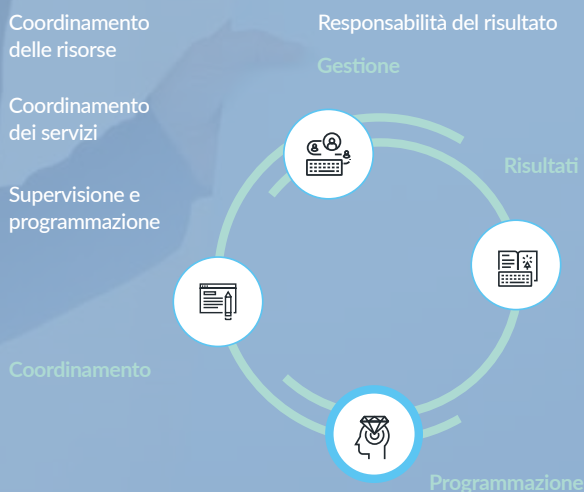 Coordinamento
delle risorse
Coordinamento
dei servizi
Supervisione e
programmazione
Responsabilità del risultato
Gestione
Risultati
Coordinamento
Programmazione